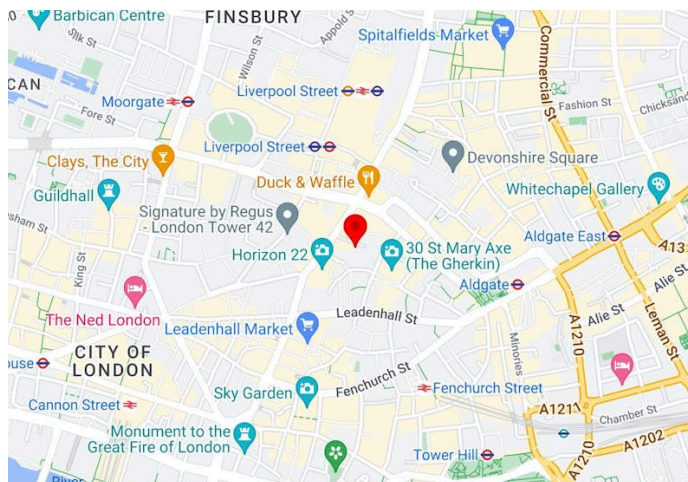 Barbican Centre
FINSBURY
Appold St
Spitalfields Market
Silk St
Wilson St
CAN
Moorgate
Liverpool Street
Commercial St
Fore St
Fashion St
Chicksand
Liverpool Street
Clays, The City
Devonshire Square
Duck & Waffle
Guildhall
Whitechapel Gallery
Signature by Regus
- London Tower 42
Horizon 22
30 St Mary Axe
(The Gherkin)
Aldgate East
A13
King St
Aldgate
Alie St
The Ned London
Leadenhall St
Alie St
Leadenhall Market
A1210
Leman St
Minories
CITY OF
LONDON
Sky Garden
Fenchurch St
Fenchurch Street
Cannon Street
A1211
Chamber St
Monument to the
Great Fire of London
Tower Hill
A1210
A1202
River